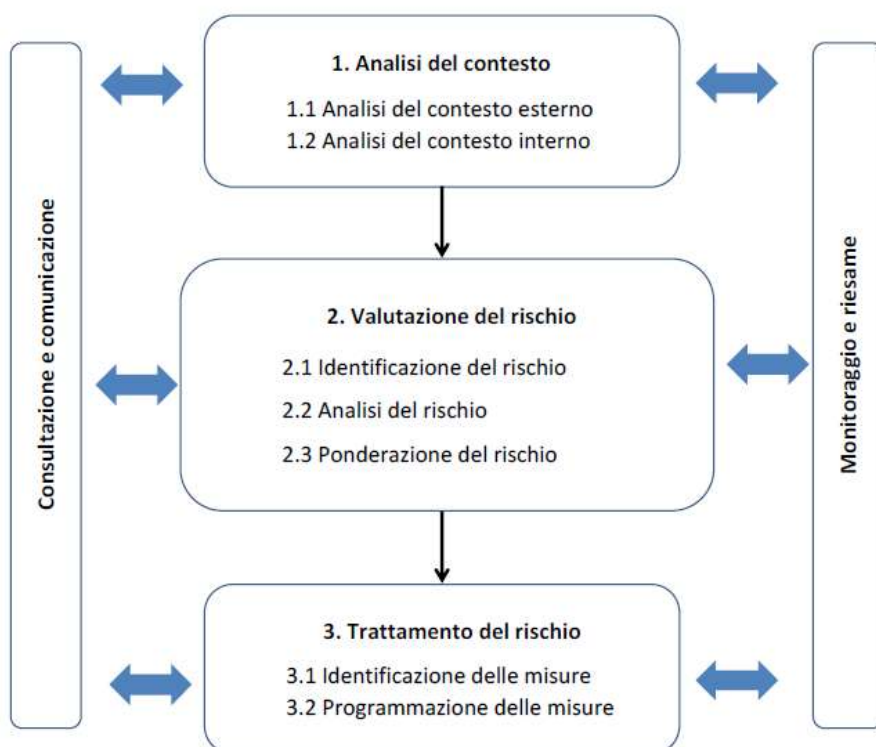 Consultazione e comunicazione
1. Analisi del contesto
1.1 Analisi del contesto esterno
1.2 Analisi del contesto interno
2. Valutazione del rischio
2.1 Identificazione del rischio
2.2 Analisi del rischio
2.3 Ponderazione del rischio
3. Trattamento del rischio
3.1 Identificazione delle misure
3.2 Programmazione delle misure
Monitoraggio e riesame